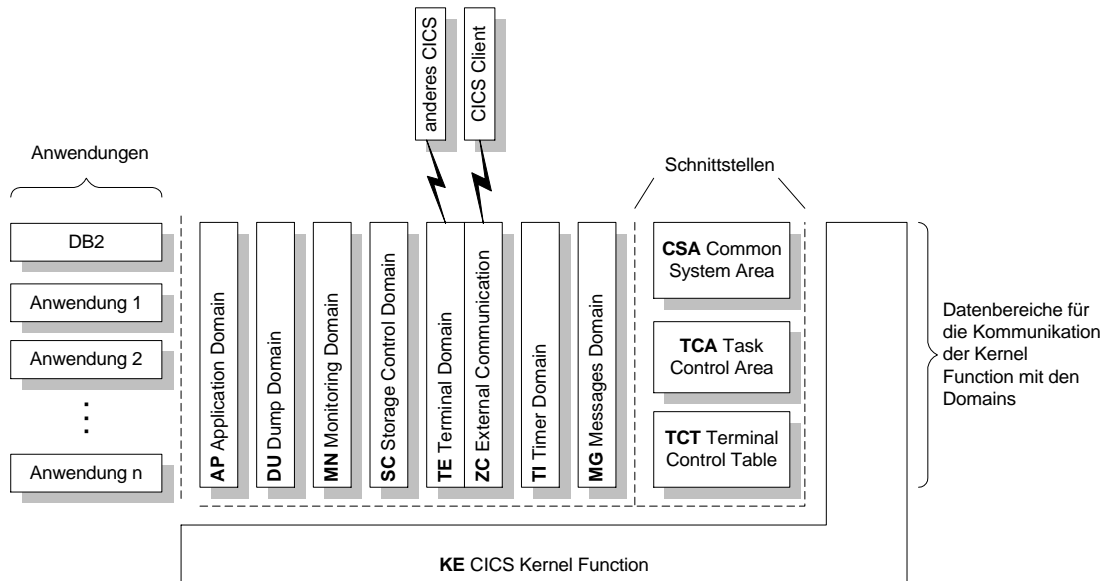 anderes CICS
CICS Client
Anwendungen
Schnittstellen
DB2
Anwendung 1
Anwendung 2
Anwendung n
AP Application Domain
DU Dump Domain
MN Monitoring Domain
SC Storage Control Domain
TE Terminal Domain
ZC External Communication
TI Timer Domain
MG Messages Domain
CSA Common
System Area
TCA Task
Control Area
TCT Terminal
Control Table
Datenbereiche für
die Kommunikation
der Kernel
Function mit den
Domains
KE CICS Kernel Function